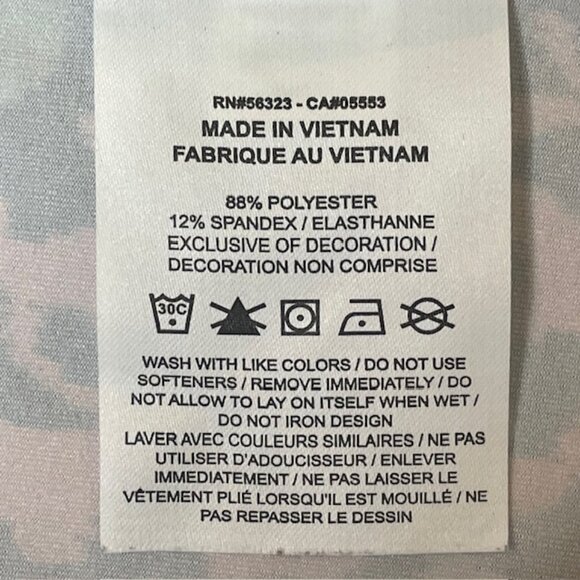 RN#56323 - CA#05553
MADE IN VIETNAM
FABRIQUE AU VIETNAM
88% POLYESTER
12% SPANDEX / ELASTHANNE
EXCLUSIVE OF DECORATION /
DECORATION NON COMPRISE
30C
WASH WITH LIKE COLORS / DO NOT USE
SOFTENERS / REMOVE IMMEDIATELY / DO
NOT ALLOW TO LAY ON ITSELF WHEN WET /
DO NOT IRON DESIGN
LAVER AVEC COULEURS SIMILAIRES / NE PAS
UTILISER D'ADOUCISSEUR / ENLEVER
IMMEDIATEMENT / NE PAS LAISSER LE
VÊTEMENT PLIÉ LORSQU'IL EST MOUILLÉ / NE
PAS REPASSER LE DESSIN